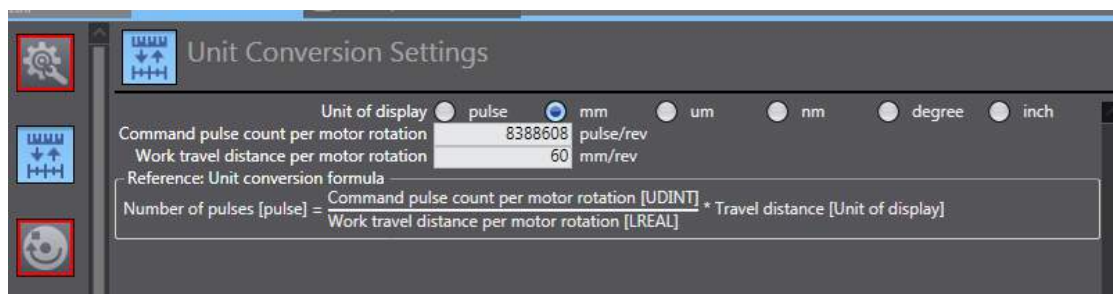 Unit Conversion Settings
Unit of display pulse mm um nm degree inch
Command pulse count per motor rotation 8388608 pulse/rev
Work travel distance per motor rotation 60 mm/rev
Reference: Unit conversion formula
Number of pulses [pulse] = Command pulse count per motor rotation [UDINT]
Work travel distance per motor rotation [LREAL] * Travel distance [Unit of display]